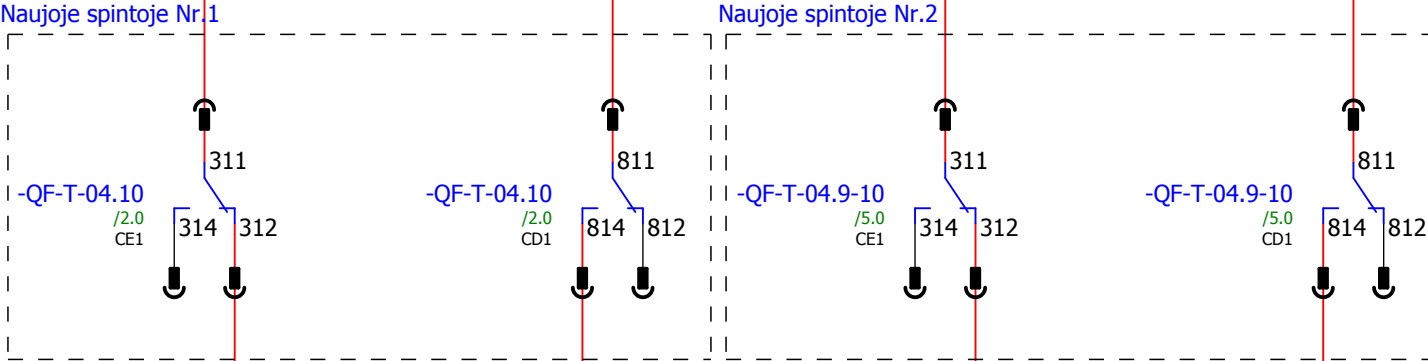 Naujoje spintoje Nr.1
Naujoje spintoje Nr.2
311
811
311
811
-QF-T-04.10
-QF-T-04.10
-QF-T-04.9-10
-QF-T-04.9-10
/2.0
/2.0
/5.0
/5.0
314
312
814
812
314
312
814
812
CE1
CD1
CE1
CD1